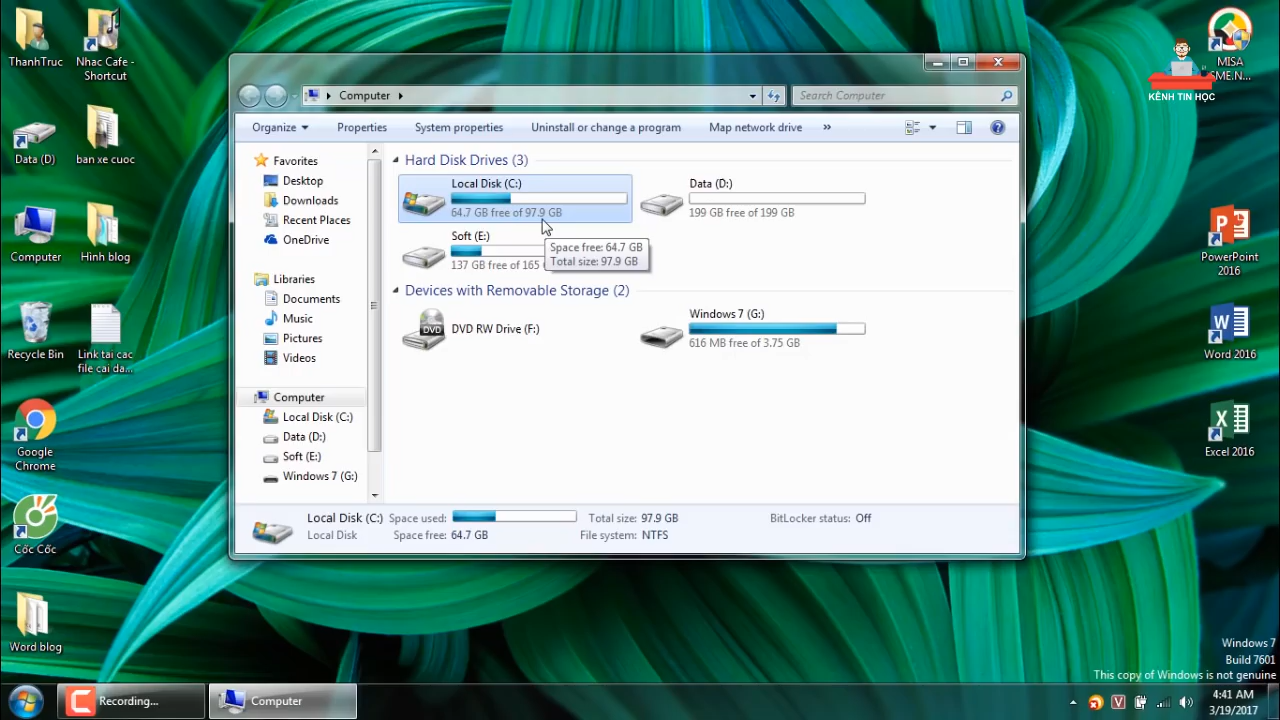 ThanhTruc
Nhac Cafe -
Shortcut
Data (D)
ban xe cuoc
Computer
Hinh blog
Recycle Bin
Link tai cac
file cai da...
Google
Chrome
Cốc Cốc
Word blog
MISA
SME.N...
KÊNH TIN HỌC
PowerPoint
2016
Word 2016
Excel 2016
Computer
Search Computer
Organize
Properties
System properties
Uninstall or change a program
Map network drive
»
Favorites
Desktop
Downloads
Recent Places
OneDrive
Libraries
Documents
Music
Pictures
Videos
Computer
Local Disk (C:)
Data (D:)
Soft (E:)
Windows 7 (G:)
Hard Disk Drives (3)
Local Disk (C:)
64.7 GB free of 97.9 GB
Data (D:)
199 GB free of 199 GB
Soft (E:)
137 GB free of 165
Space free: 64.7 GB
Total size: 97.9 GB
Devices with Removable Storage (2)
DVD
DVD RW Drive (F:)
Windows 7 (G:)
616 MB free of 3.75 GB
Local Disk (C:) Space used: Total size: 97.9 GB BitLocker status: Off
Local Disk Space free: 64.7 GB File system: NTFS
Windows 7
Build 7601
This copy of Windows is not genuine
Recording...
Computer
V
4:41 AM
3/19/2017